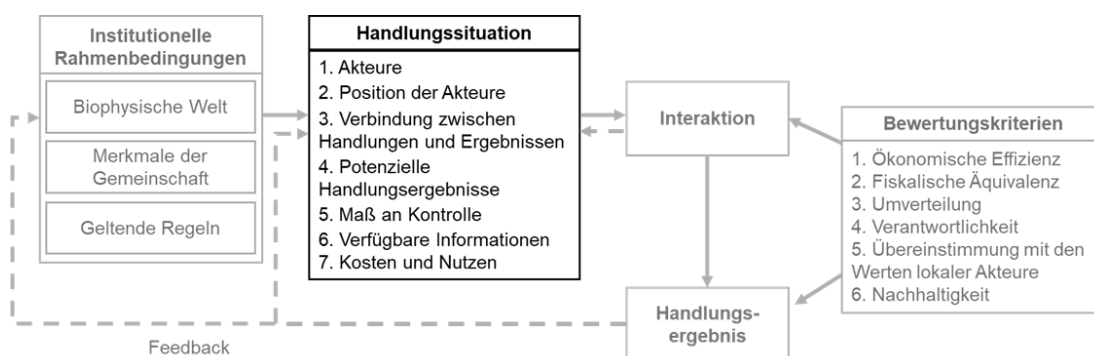 Institutionelle
Rahmenbedingungen
Biophysische Welt
Merkmale der
Gemeinschaft
Geltende Regeln
Handlungssituation
1. Akteure
2. Position der Akteure
3. Verbindung zwischen
Handlungen und Ergebnissen
4. Potenzielle
Handlungsergebnisse
5. Maß an Kontrolle
6. Verfügbare Informationen
7. Kosten und Nutzen
Interaktion
Handlungs-
ergebnis
Bewertungskriterien
1. Ökonomische Effizienz
2. Fiskalische Äquivalenz
3. Umverteilung
4. Verantwortlichkeit
5. Übereinstimmung mit den
Werten lokaler Akteure
6. Nachhaltigkeit
Feedback